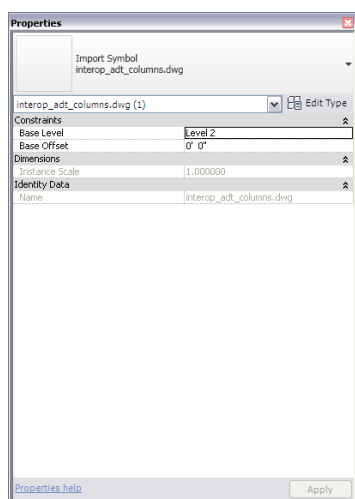 Properties
Import Symbol
interop_adt_columns.dwg
interop_adt_columns.dwg (1) Edit Type
Constraints
Base Level Level 2
Base Offset 0' 0"
Dimensions
Instance Scale 1.000000
Identity Data
Name interop_adt_columns.dwg
Properties help Apply